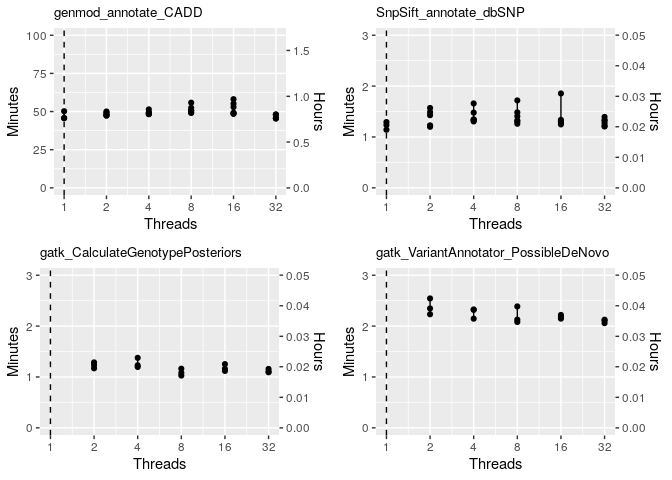 genmod_annotate_CADD
100
75
50
25
0
Minutes
1.5
1.0
0.5
0.0
Hours
1 2 4 8 16 32
Threads
SnpSift_annotate_dbSNP
3
2
1
0
Minutes
0.05
0.04
0.03
0.02
0.01
0.00
Hours
1 2 4 8 16 32
Threads
gatk_CalculateGenotypePosteriors
3
2
1
0
Minutes
0.05
0.04
0.03
0.02
0.01
0.00
Hours
1 2 4 8 16 32
Threads
gatk_VariantAnnotator_PossibleDeNovo
3
2
1
0
Minutes
0.05
0.04
0.03
0.02
0.01
0.00
Hours
1 2 4 8 16 32
Threads